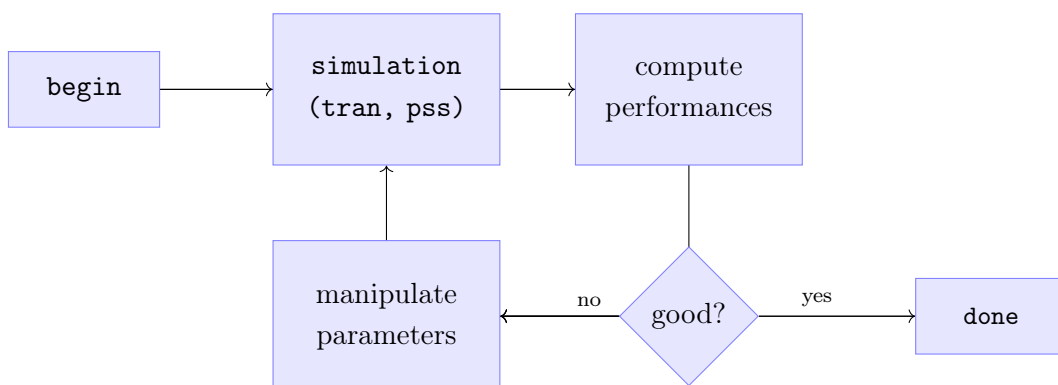 begin
simulation
(tran, pss)
compute
performances
manipulate
parameters
no
good?
yes
done